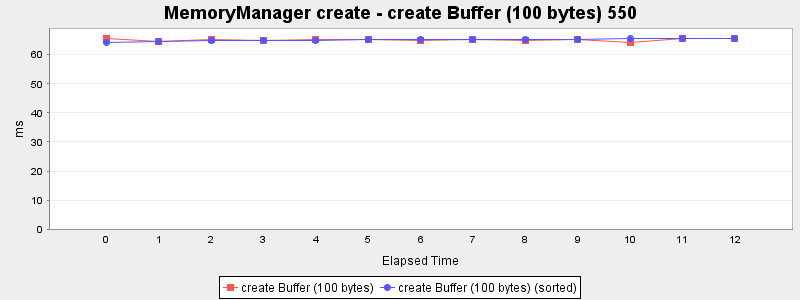 MemoryManager create - create Buffer (100 bytes) 550
60
50
40
30
20
10
0
ms
0 1 2 3 4 5 6 7 8 9 10 11 12
Elapsed Time
create Buffer (100 bytes) create Buffer (100 bytes) (sorted)